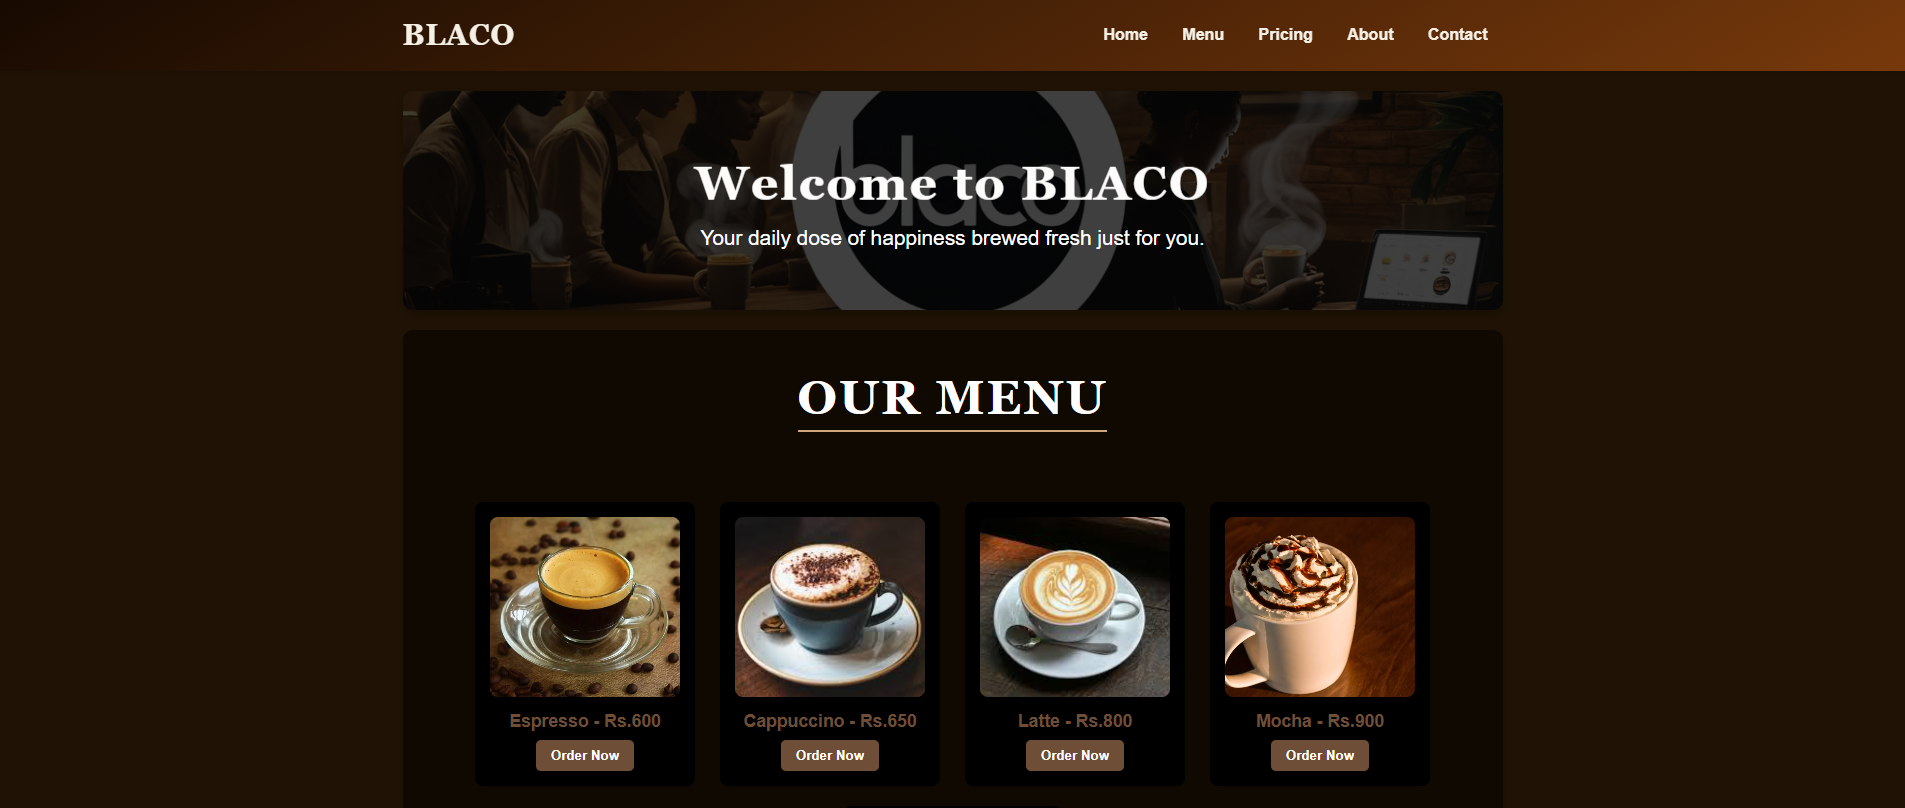 BLACO
Home Menu Pricing About Contact
blaco
Welcome to BLACO
Your daily dose of happiness brewed fresh just for you.
OUR MENU
Espresso - Rs.600
Order Now
Cappuccino - Rs.650
Order Now
Latte - Rs.800
Order Now
Mocha - Rs.900
Order Now